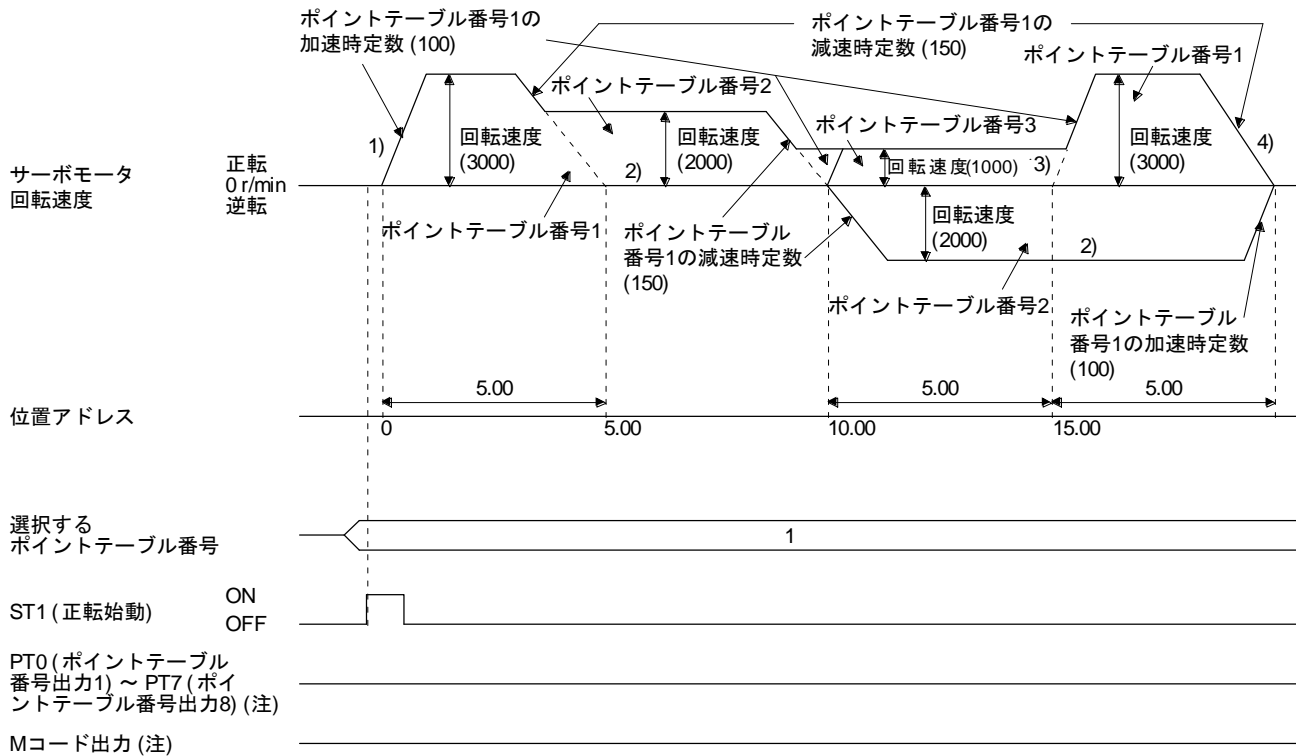 ポイントテーブル番号1の
加速時定数 (100)
ポイントテーブル番号1の
減速時定数 (150)
ポイントテーブル番号1
ポイントテーブル番号2
ポイントテーブル番号3
1)
回転速度
(3000)
2)
回転速度
(2000)
回転速度(1000)
3)
回転速度
(3000)
4)
サーボモータ
回転速度
正転
0 r/min
逆転
ポイントテーブル番号1
ポイントテーブル
番号1の減速時定数
(150)
回転速度
(2000)
2)
ポイントテーブル番号2
ポイントテーブル
番号1の加速時定数
(100)
5.00
5.00
5.00
位置アドレス
0
5.00
10.00
15.00
選択する
ポイントテーブル番号
1
ST1 (正転始動)
ON
OFF
PT0 (ポイントテーブル
番号出力1) ～ PT7 (ポイ
ントテーブル番号出力8) (注)
Mコード出力 (注)